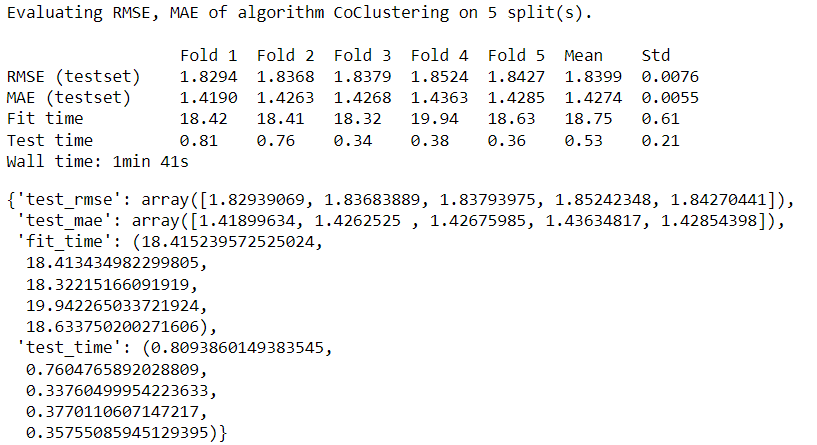 Evaluating RMSE, MAE of algorithm CoClustering on 5 split(s).

                  Fold 1  Fold 2  Fold 3  Fold 4  Fold 5  Mean    Std
RMSE (testset)    1.8294  1.8368  1.8379  1.8524  1.8427  1.8399  0.0076
MAE (testset)     1.4190  1.4263  1.4268  1.4363  1.4285  1.4274  0.0055
Fit time          18.42   18.41   18.32   19.94   18.63   18.75   0.61
Test time         0.81    0.76    0.34    0.38    0.36    0.53    0.21
Wall time: 1min 41s

{'test_rmse': array([1.82939069, 1.83683889, 1.83793975, 1.85242348, 1.84270441]),
 'test_mae': array([1.41899634, 1.4262525 , 1.42675985, 1.43634817, 1.42854398]),
 'fit_time': (18.415239572525024,
  18.413434982299805,
  18.32215166091919,
  19.942265033721924,
  18.633750200271606),
 'test_time': (0.8093860149383545,
  0.7604765892028809,
  0.33760499954223633,
  0.3770110607147217,
  0.35755085945129395)}